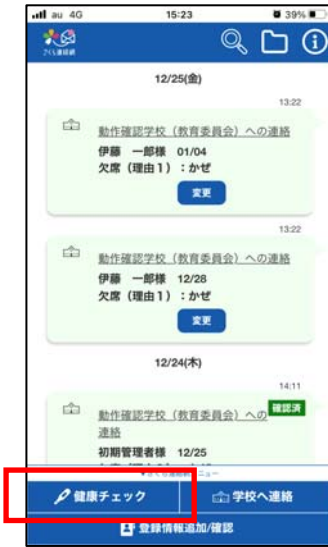 au 4G 15:23 39%
さくら連絡網
12/25(金)
13:22
動作確認学校（教育委員会）への連絡
伊藤　一郎様　01/04
欠席（理由1）：かぜ
変更
13:22
動作確認学校（教育委員会）への連絡
伊藤　一郎様　12/28
欠席（理由1）：かぜ
変更
12/24(木)
14:11
確認済
動作確認学校（教育委員会）への
連絡
初期管理者様　12/25
健康チェック
学校へ連絡
登録情報追加/確認